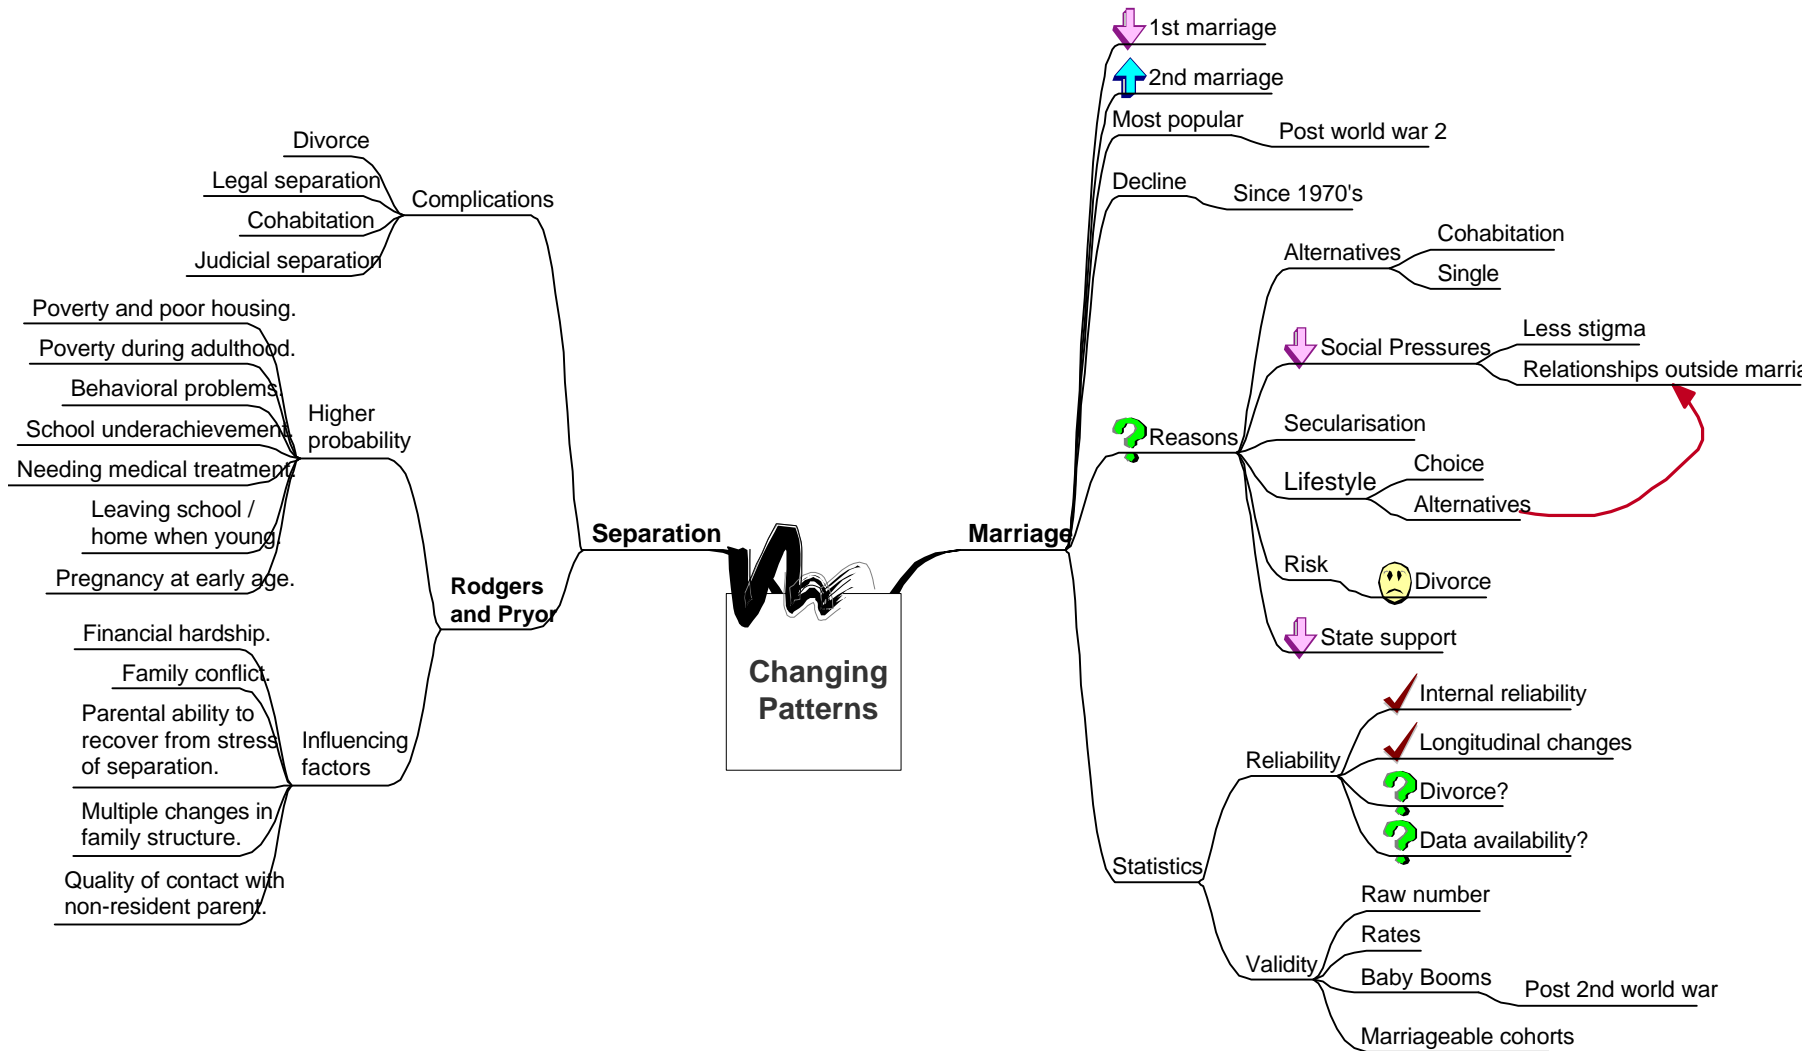 Changing
Patterns
Separation
Complications
Divorce
Legal separation
Cohabitation
Judicial separation
Rodgers
and Pryor
Higher
probability
Poverty and poor housing.
Poverty during adulthood.
Behavioral problems.
School underachievement.
Needing medical treatment.
Leaving school /
home when young.
Pregnancy at early age.
Influencing
factors
Financial hardship.
Family conflict.
Parental ability to
recover from stress
of separation.
Multiple changes in
family structure.
Quality of contact with
non-resident parent.
Marriage
1st marriage
2nd marriage
Most popular
Post world war 2
Decline
Since 1970's
Reasons
Alternatives
Cohabitation
Single
Social Pressures
Less stigma
Relationships outside marria
Secularisation
Lifestyle
Choice
Alternatives
Risk
Divorce
State support
Statistics
Reliability
Internal reliability
Longitudinal changes
Divorce?
Data availability?
Validity
Raw number
Rates
Baby Booms
Post 2nd world war
Marriageable cohorts